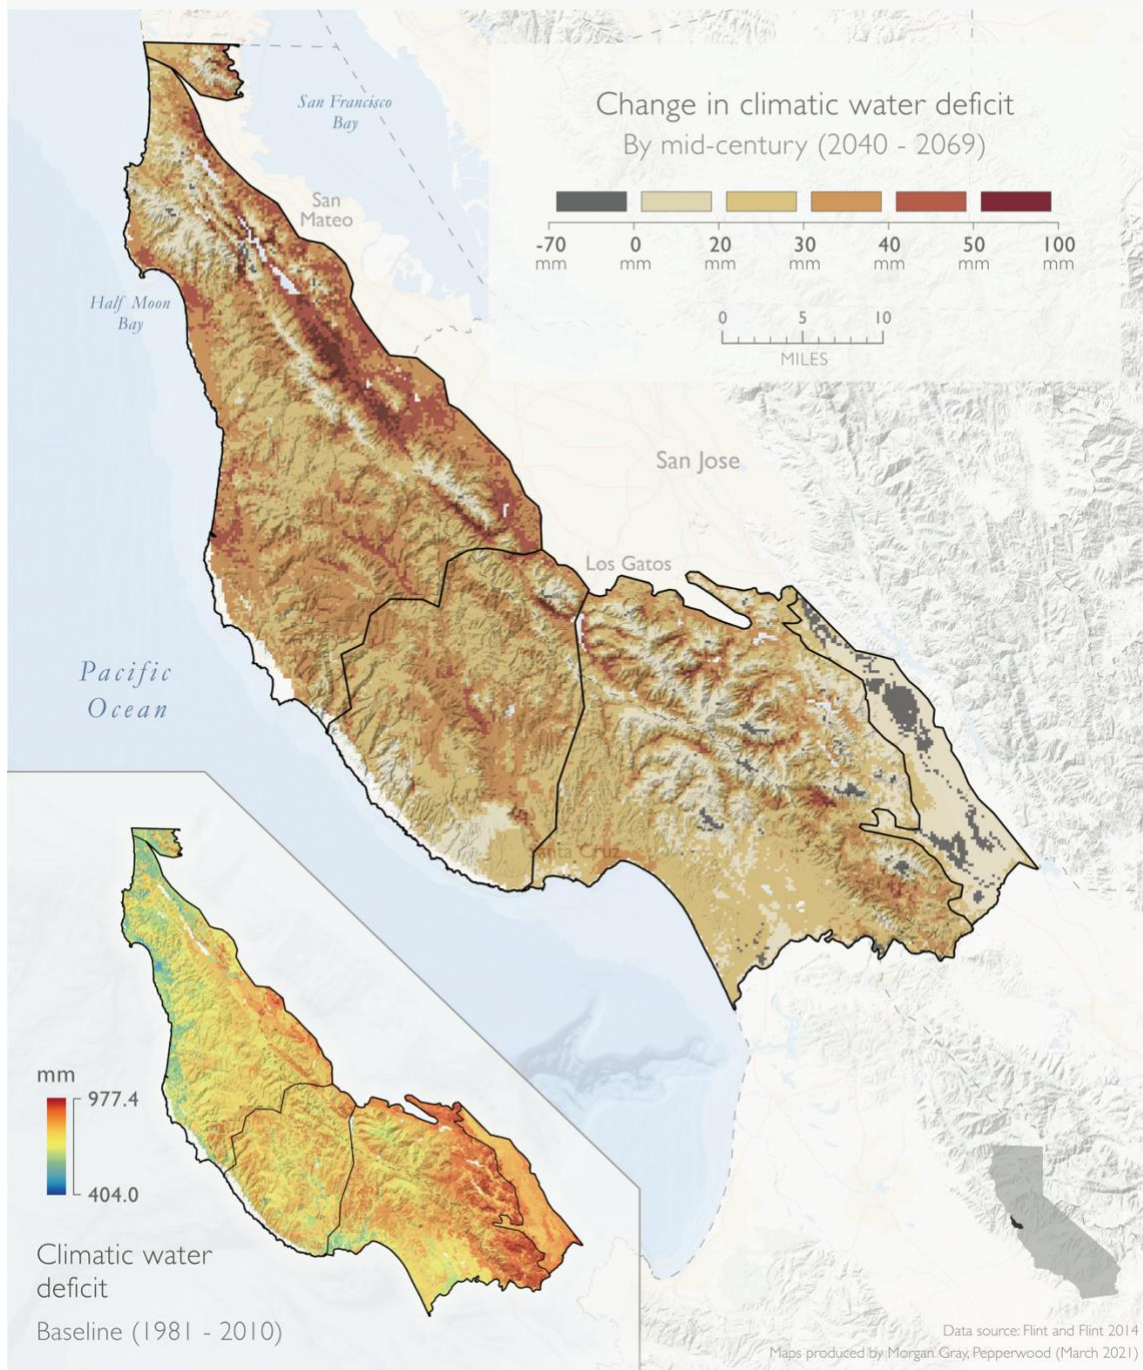 San Francisco
Bay
Change in climatic water deficit
By mid-century (2040 - 2069)
San
Mateo
-70 0 20 30 40 50 100
mm mm mm mm mm mm mm
Half Moon
Bay
0 5 10
MILES
San Jose
Los Gatos
Pacific
Ocean
Santa Cruz
mm
977.4
404.0
Climatic water
deficit
Baseline (1981 - 2010)
Data source: Flint and Flint 2014
Maps produced by Morgan Gray, Pepperwood (March 2021)